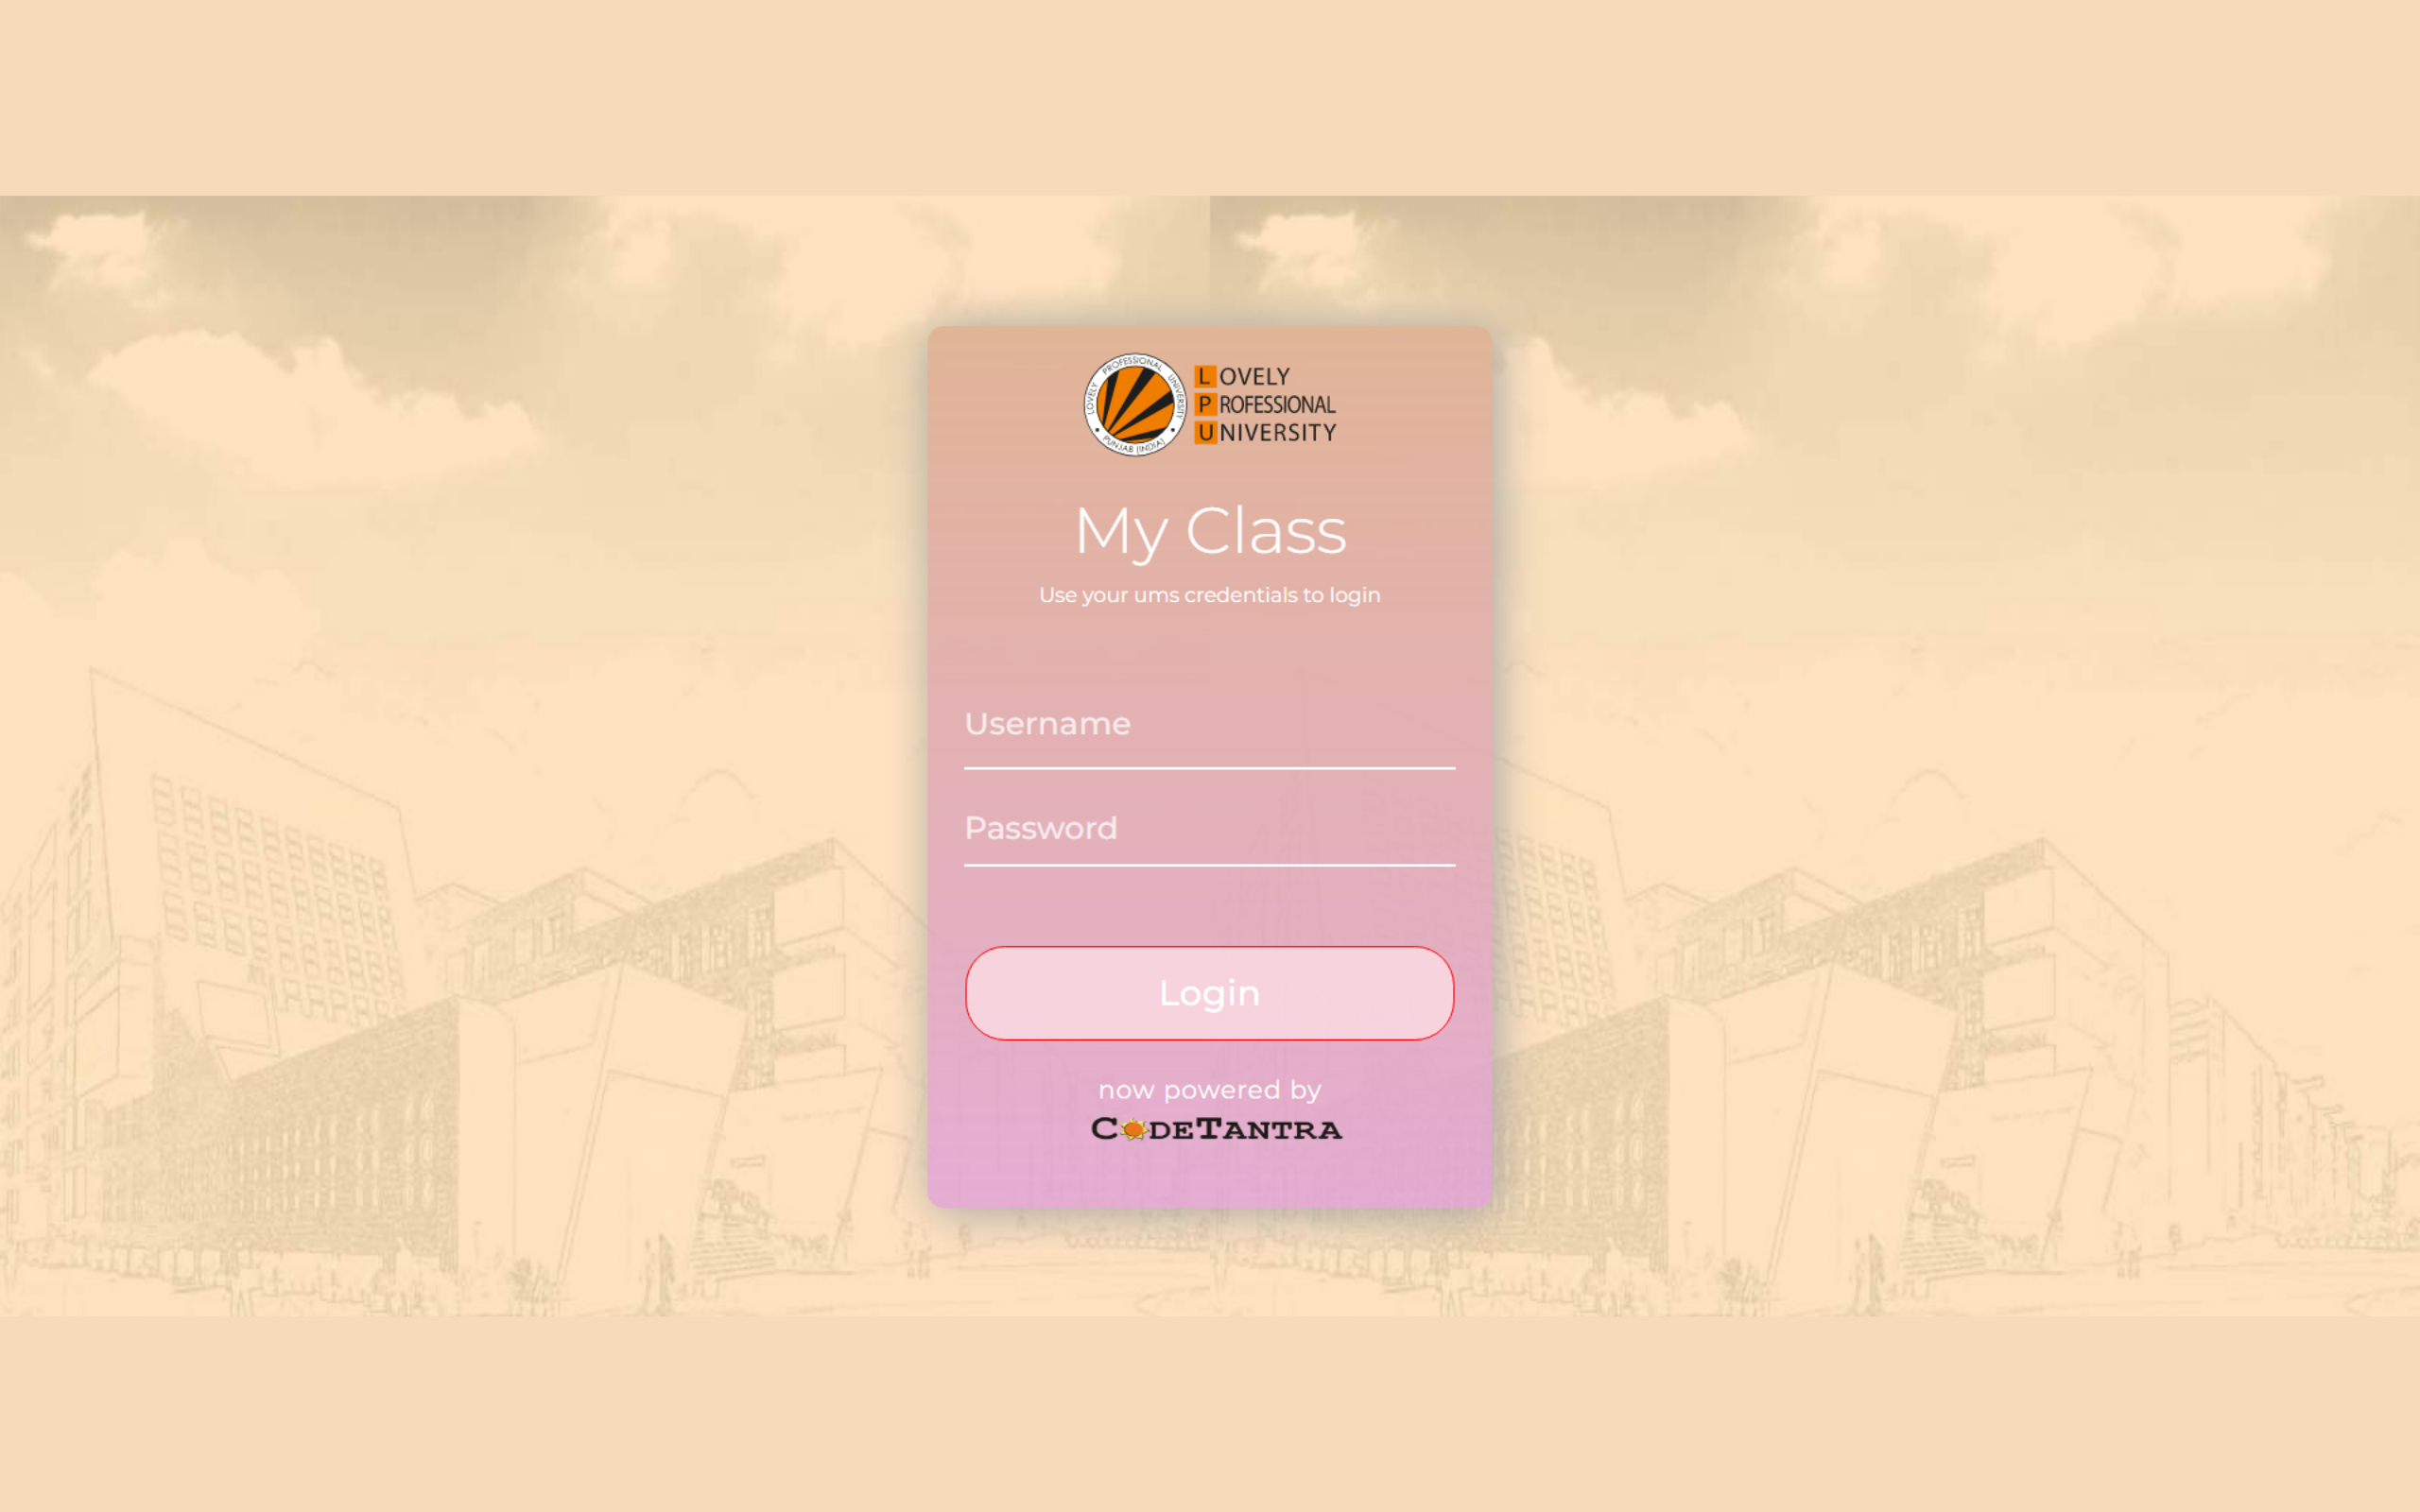 LOVELY PROFESSIONAL UNIVERSITY
PUNJAB (INDIA)
LOVELY
PROFESSIONAL
UNIVERSITY
My Class
Use your ums credentials to login
Username
Password
Login
now powered by
CODETANTRA